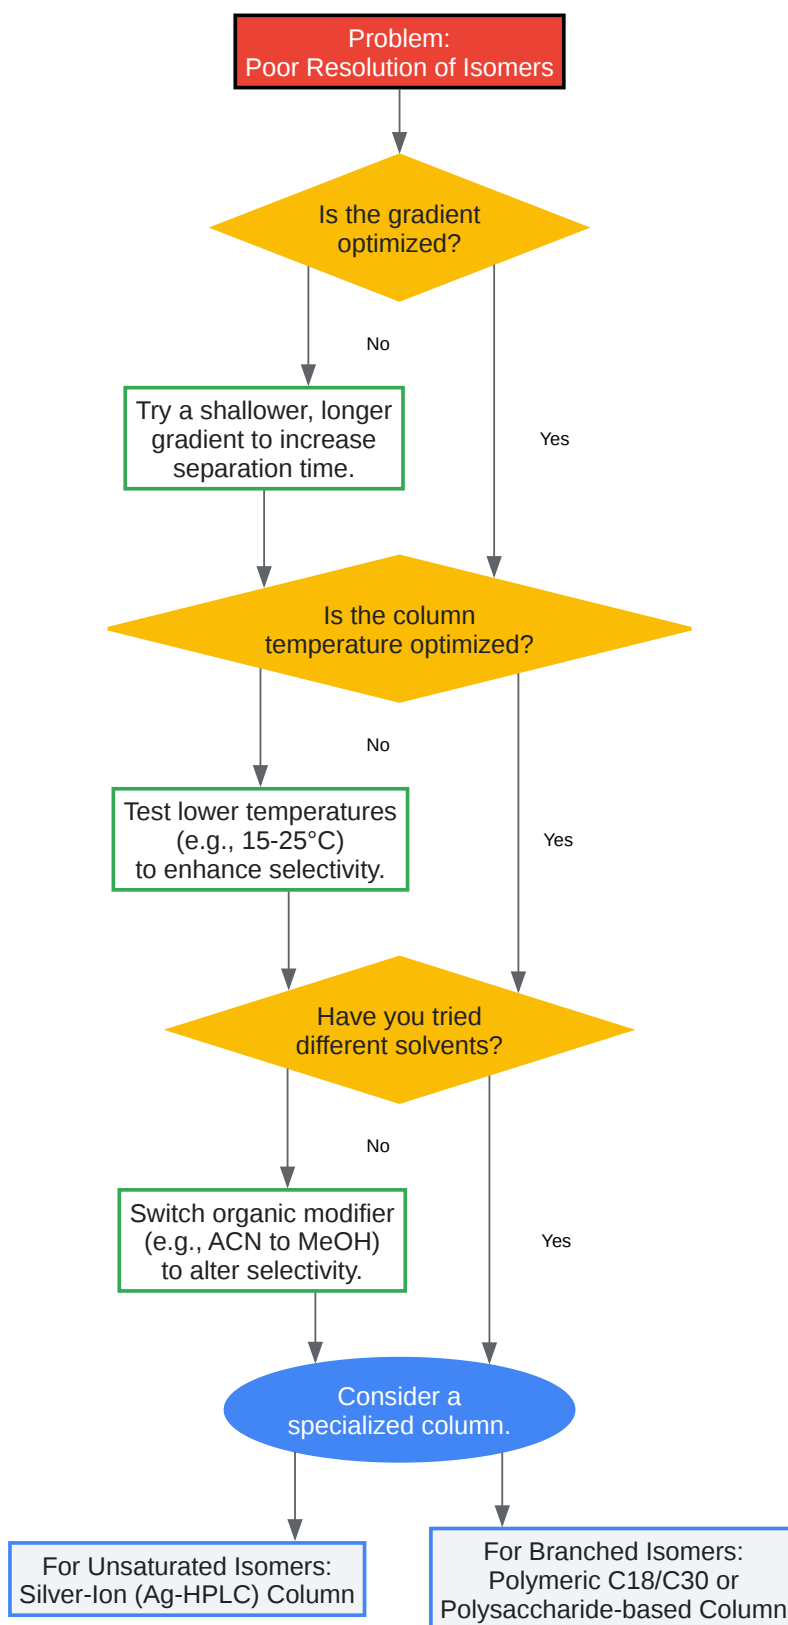 Problem:
Poor Resolution of Isomers
Is the gradient
optimized?
No
Try a shallower, longer
gradient to increase
separation time.
Yes
Is the column
temperature optimized?
No
Test lower temperatures
(e.g., 15-25°C)
to enhance selectivity.
Yes
Have you tried
different solvents?
No
Switch organic modifier
(e.g., ACN to MeOH)
to alter selectivity.
Yes
Consider a
specialized column.
For Unsaturated Isomers:
Silver-Ion (Ag-HPLC) Column
For Branched Isomers:
Polymeric C18/C30 or
Polysaccharide-based Column